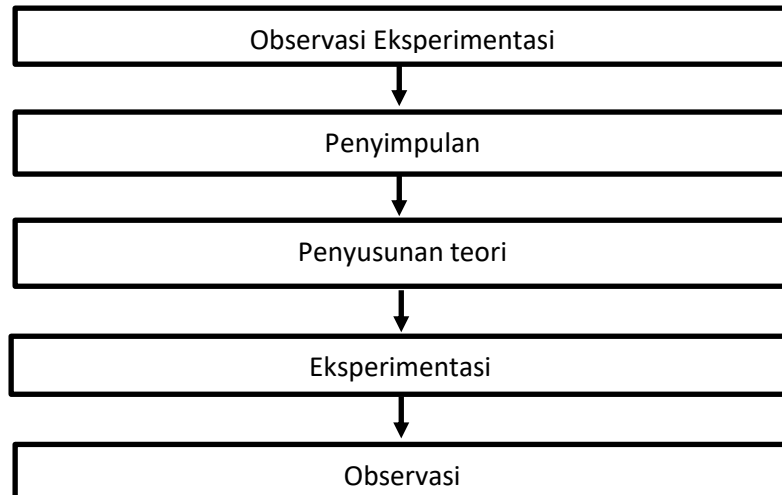 Observasi Eksperimentasi
Penyimpulan
Penyusunan teori
Eksperimentasi
Observasi